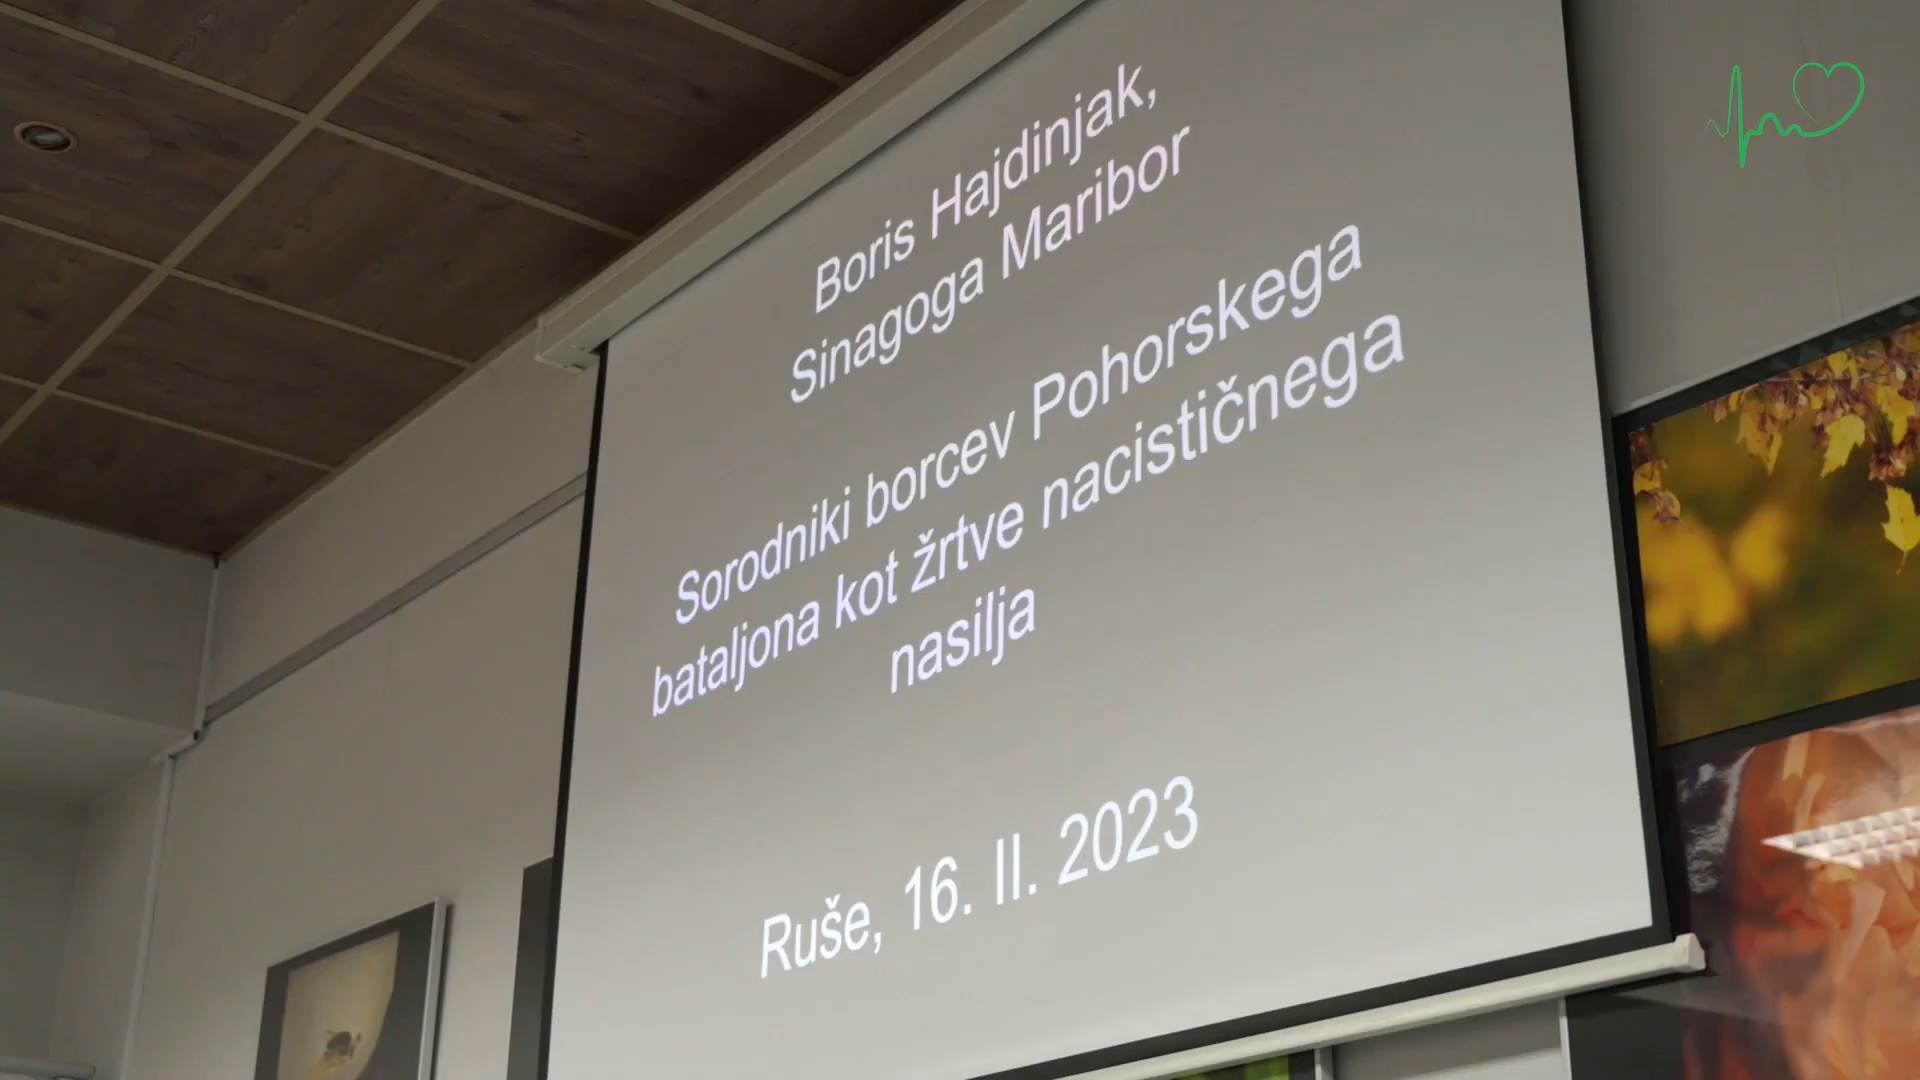 Boris Hajdinjak,
Sinagoga Maribor
Sorodniki borcev Pohorskega
bataljona kot žrtve nacističnega
nasilja
Ruše, 16. II. 2023